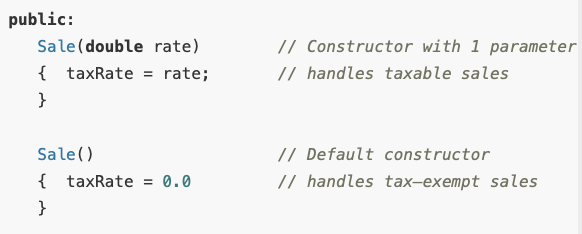 public:
Sale(double rate) // Constructor with 1 parameter
{ taxRate = rate; // handles taxable sales
}
Sale() // Default constructor
{ taxRate = 0.0 // handles tax–exempt sales
}